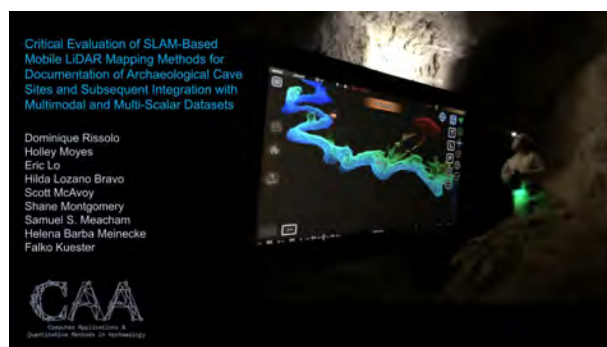 Critical Evaluation of SLAM-Based
Mobile LiDAR Mapping Methods for
Documentation of Archaeological Cave
Sites and Subsequent Integration with
Multimodal and Multi-Scalar Datasets
Dominique Rissolo
Holley Moyes
Eric Lo
Hilda Lozano Bravo
Scott McAvoy
Shane Montgomery
Samuel S. Meacham
Helena Barba Meinecke
Falko Kuester
CAA
Computer Applications &
Quantitative Methods in Archaeology